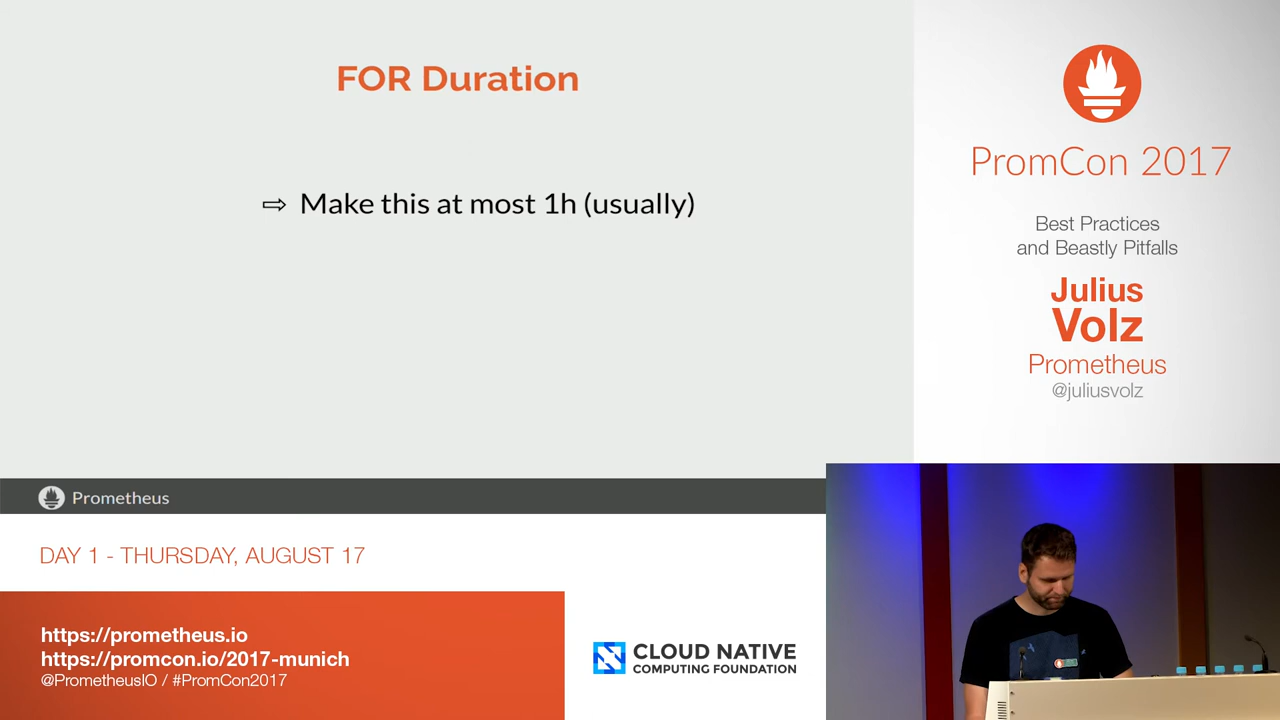 FOR Duration
⇨ Make this at most 1h (usually)
Prometheus
PromCon 2017
Best Practices
and Beastly Pitfalls
Julius
Volz
Prometheus
@juliusvolz
DAY 1 - THURSDAY, AUGUST 17
https://prometheus.io
https://promcon.io/2017-munich
@PrometheusIO / #PromCon2017
CLOUD NATIVE
COMPUTING FOUNDATION